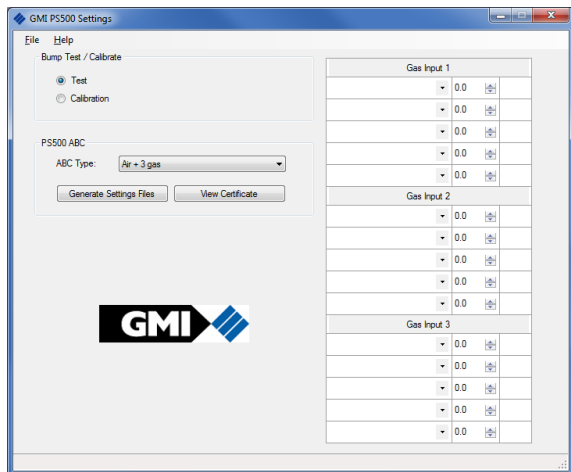 GMI PS500 Settings
File Help
Bump Test / Calibrate
Test
Calibration
PS500 ABC
ABC Type: Air + 3 gas
Generate Settings Files View Certificate
GMI
Gas Input 1
0.0
0.0
0.0
0.0
0.0
Gas Input 2
0.0
0.0
0.0
0.0
0.0
Gas Input 3
0.0
0.0
0.0
0.0
0.0